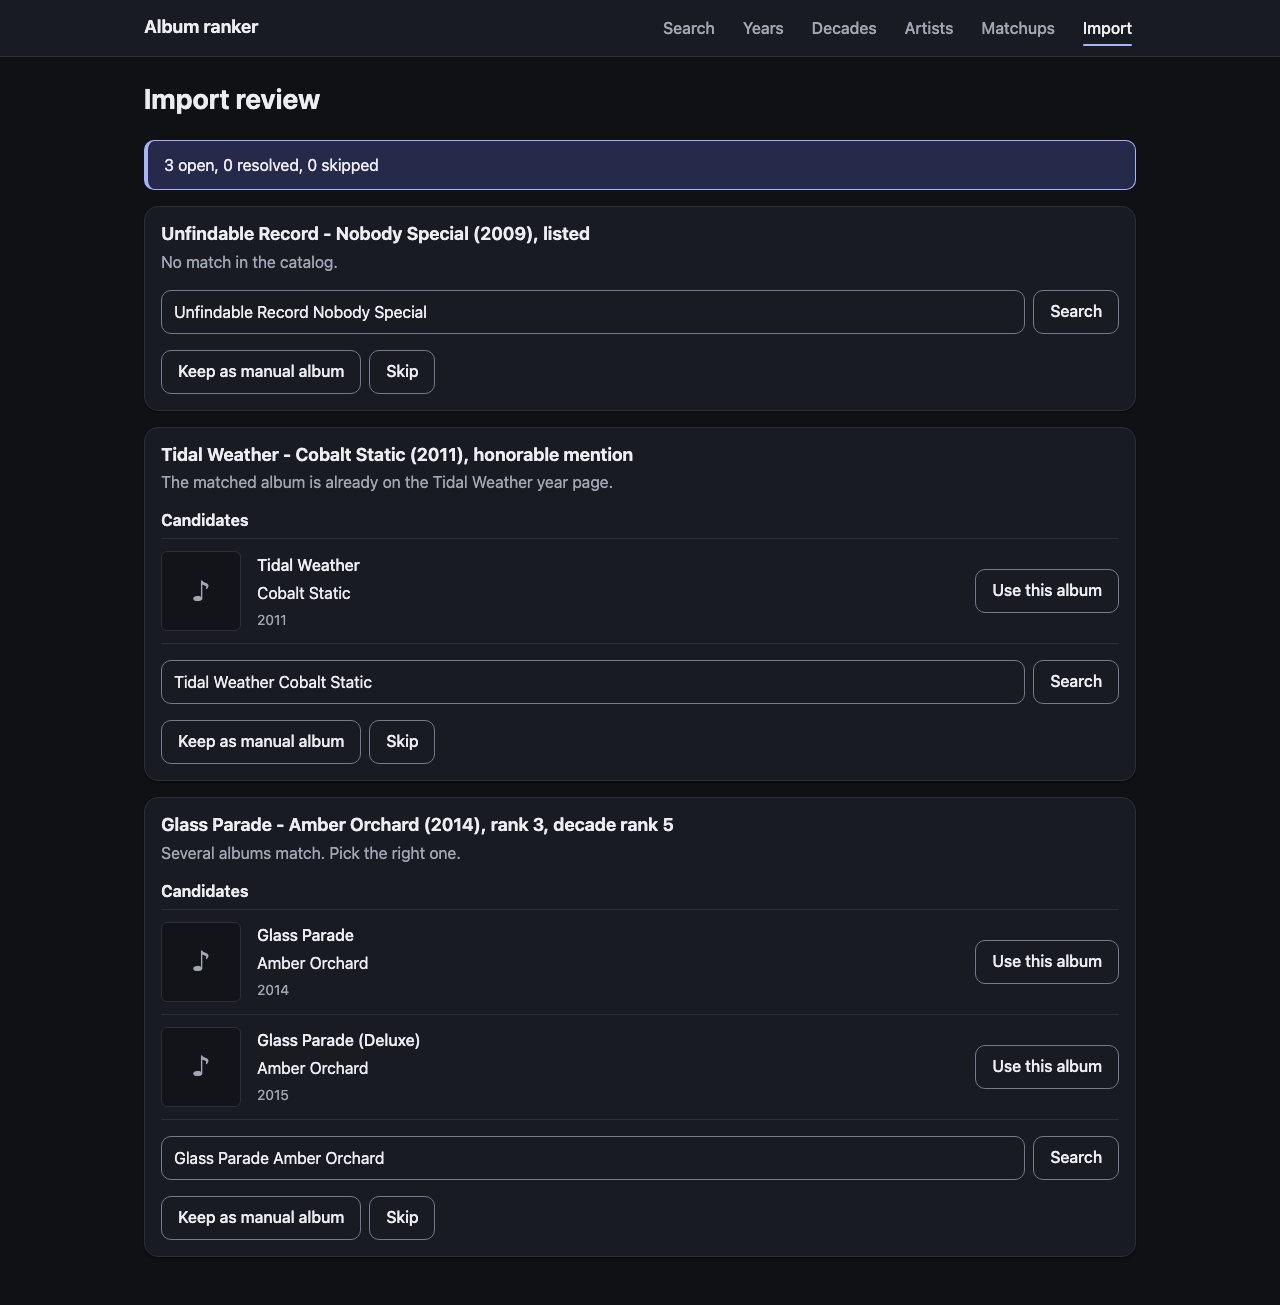 Album ranker
Search Years Decades Artists Matchups Import
Import review
3 open, 0 resolved, 0 skipped
Unfindable Record - Nobody Special (2009), listed
No match in the catalog.
Unfindable Record Nobody Special
Search
Keep as manual album
Skip
Tidal Weather - Cobalt Static (2011), honorable mention
The matched album is already on the Tidal Weather year page.
Candidates
Tidal Weather
Cobalt Static
2011
Use this album
Tidal Weather Cobalt Static
Search
Keep as manual album
Skip
Glass Parade - Amber Orchard (2014), rank 3, decade rank 5
Several albums match. Pick the right one.
Candidates
Glass Parade
Amber Orchard
2014
Use this album
Glass Parade (Deluxe)
Amber Orchard
2015
Use this album
Glass Parade Amber Orchard
Search
Keep as manual album
Skip